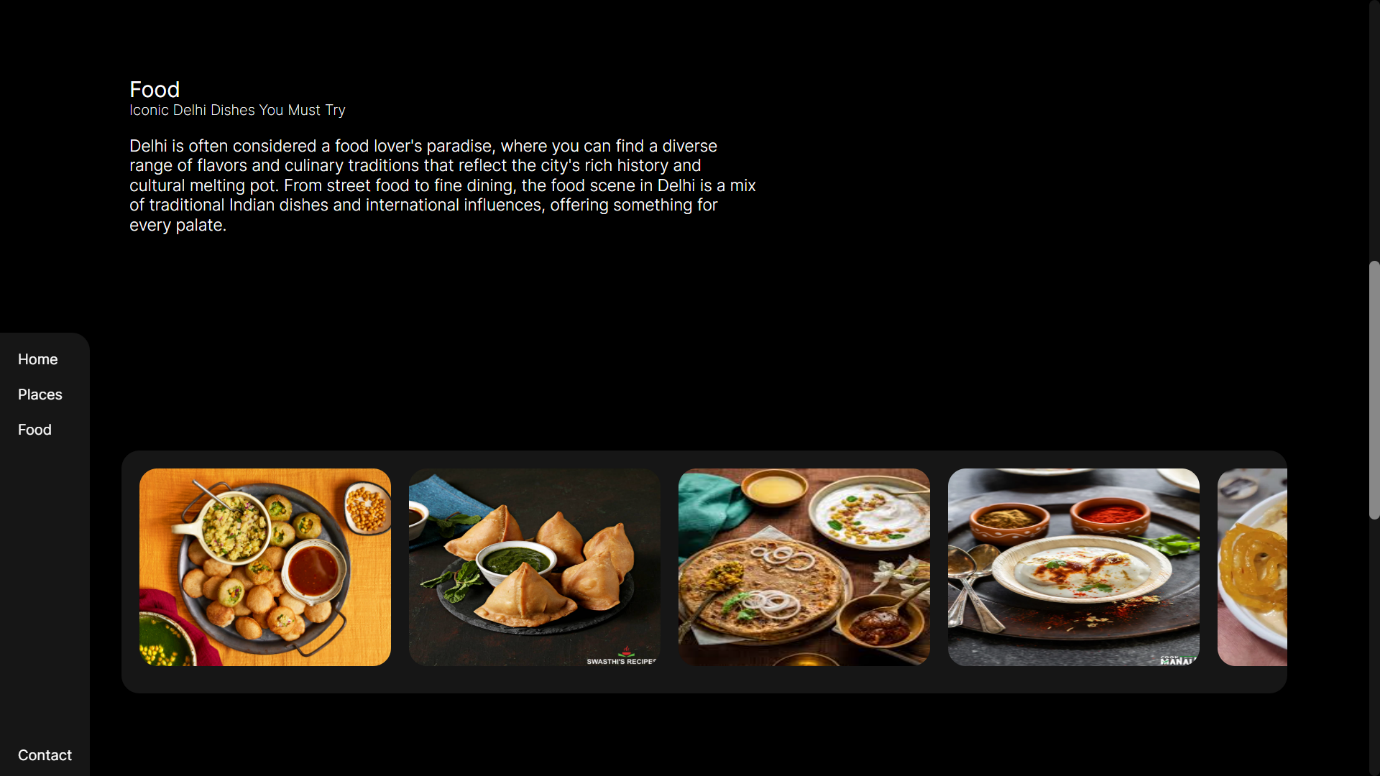 Food
Iconic Delhi Dishes You Must Try
Delhi is often considered a food lover's paradise, where you can find a diverse
range of flavors and culinary traditions that reflect the city's rich history and
cultural melting pot. From street food to fine dining, the food scene in Delhi is a mix
of traditional Indian dishes and international influences, offering something for
every palate.
Home
Places
Food
SWASTHI'S RECIPES
MANALI
Contact